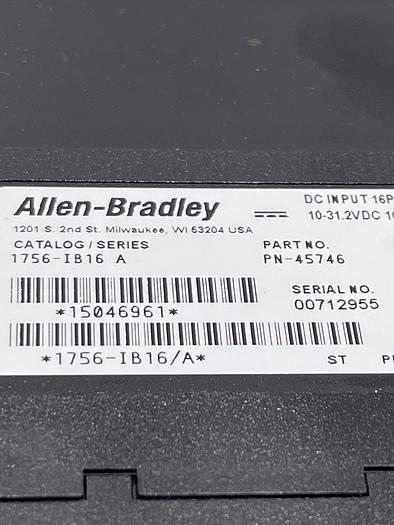 Allen-Bradley
1201 S. 2nd St. Milwaukee, WI 53204 USA
CATALOG / SERIES
1756-IB16 A
*15046961*
*1756-IB16/A*
DC INPUT 16P
10-31.2VDC 10
PART NO.
PN-45746
SERIAL NO.
00712955
ST